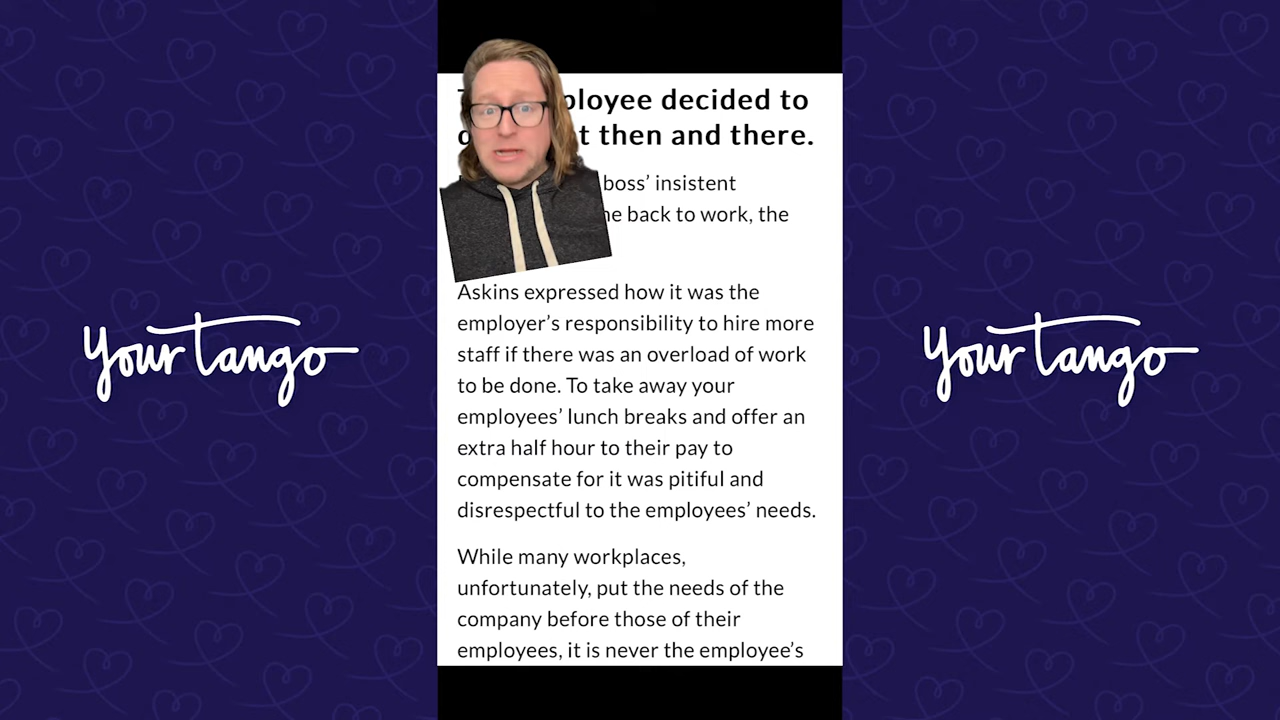 ployee decided to
t then and there.
boss' insistent
back to work, the
Askins expressed how it was the
employer's responsibility to hire more
staff if there was an overload of work
to be done. To take away your
employees' lunch breaks and offer an
extra half hour to their pay to
compensate for it was pitiful and
disrespectful to the employees' needs.
While many workplaces,
unfortunately, put the needs of the
company before those of their
employees, it is never the employee's
Your tango
Your tango